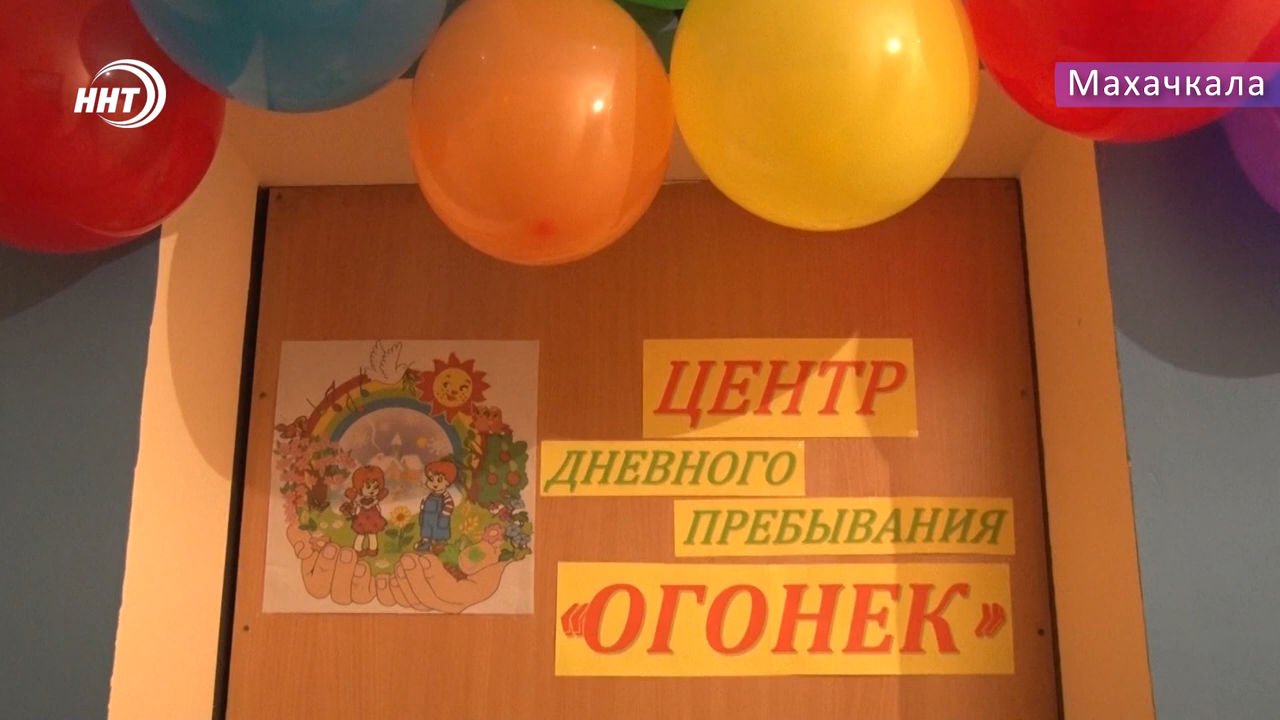 ННТ
Махачкала
ЦЕНТР
ДНЕВНОГО
ПРЕБЫВАНИЯ
«ОГОНЕК»